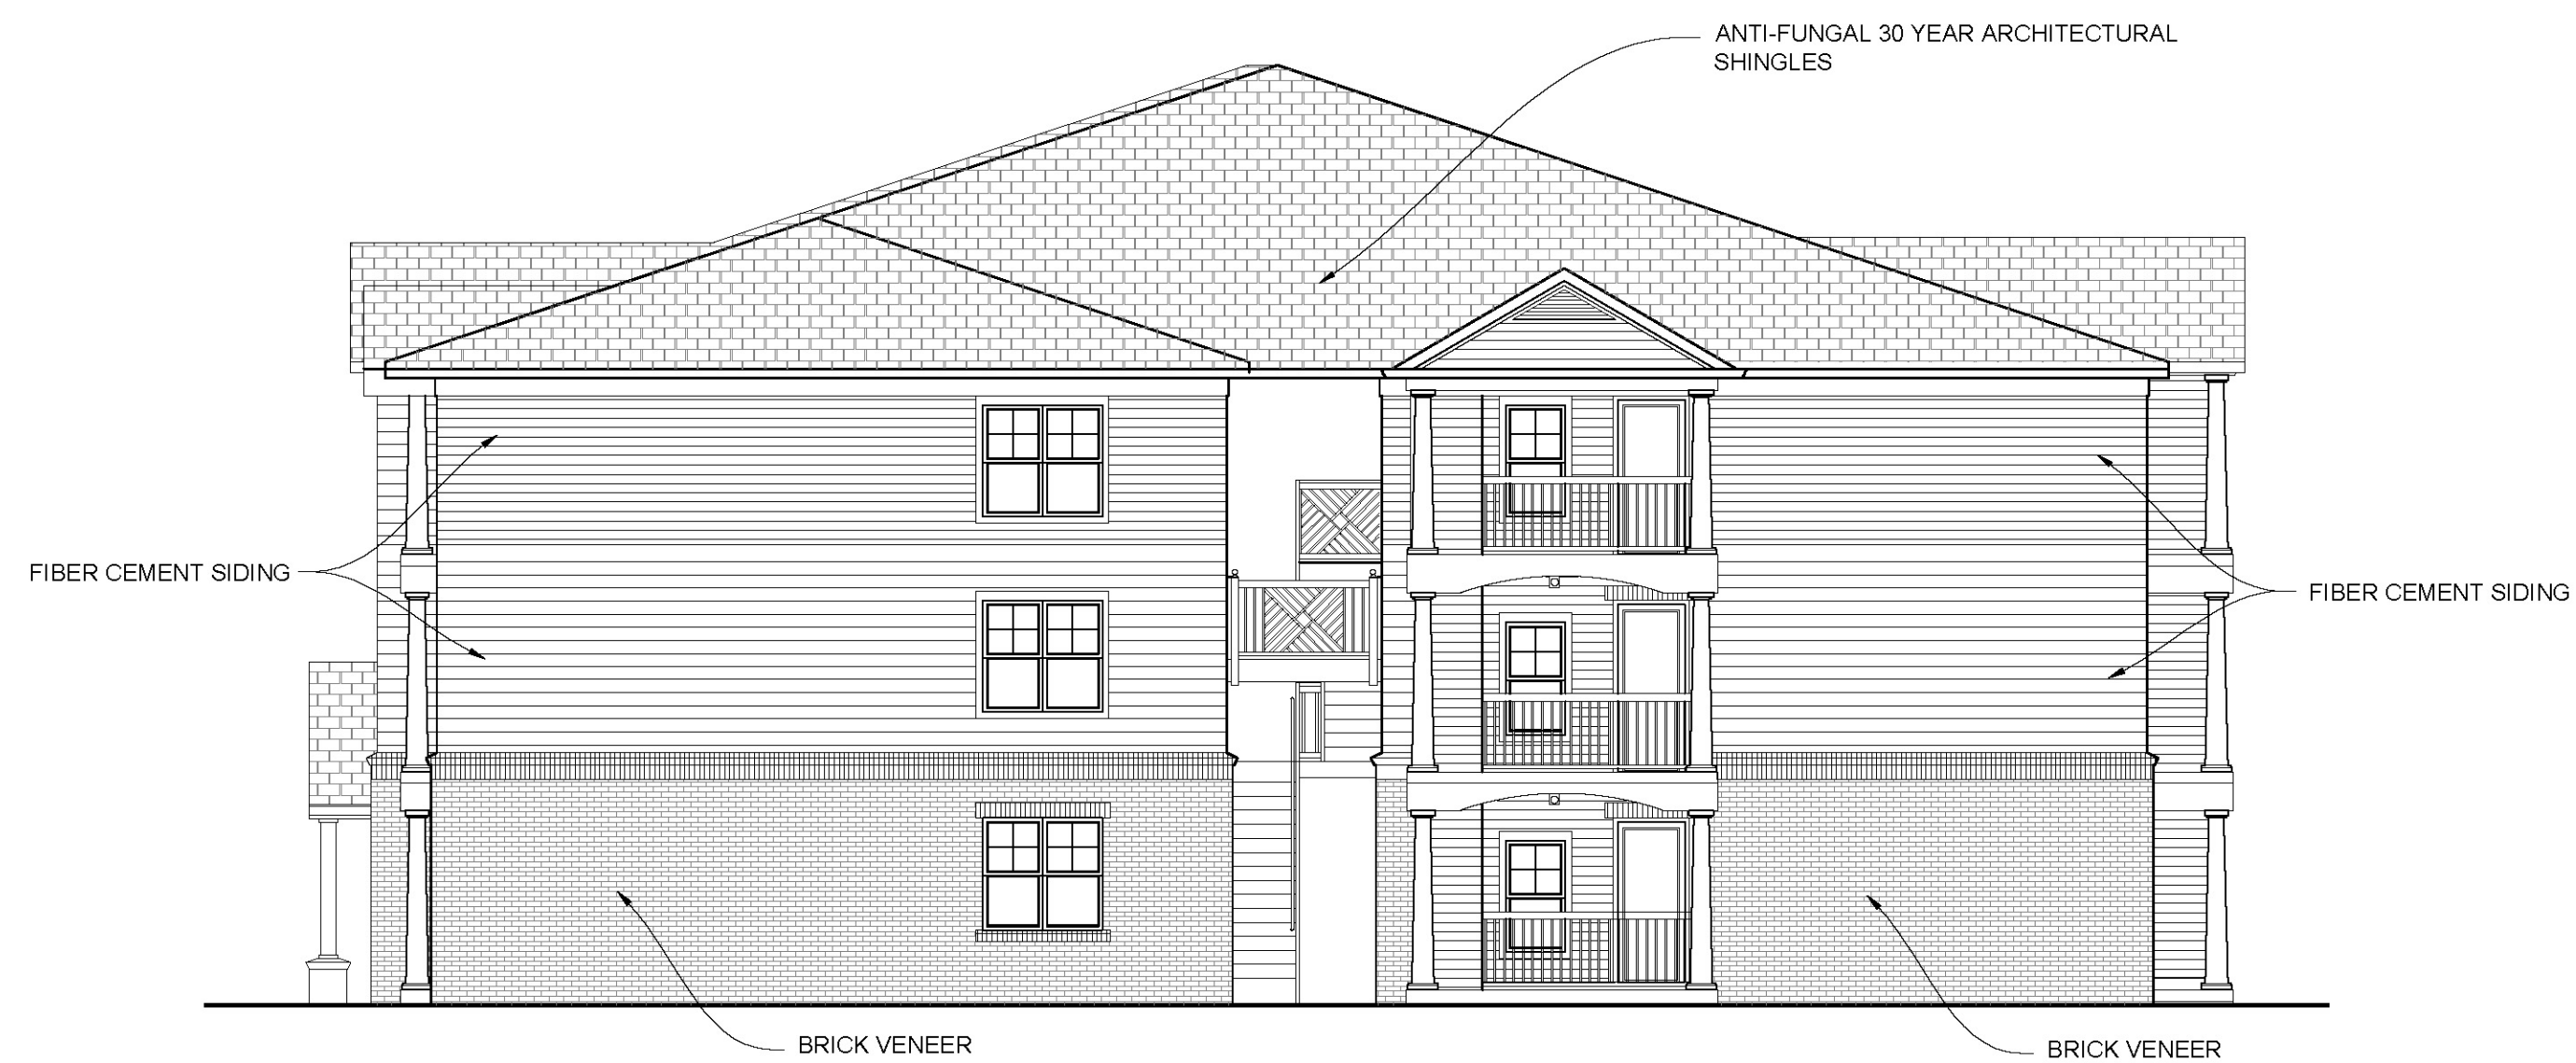 ANTI-FUNGAL 30 YEAR ARCHITECTURAL
SHINGLES
FIBER CEMENT SIDING
FIBER CEMENT SIDING
BRICK VENEER
BRICK VENEER